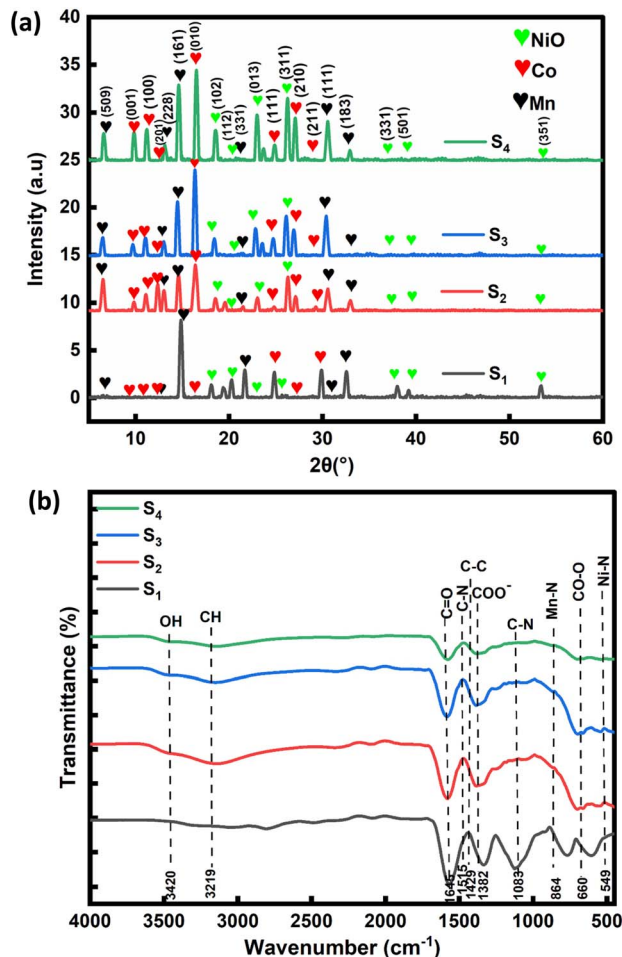 (a)
40
35
30
25
20
15
10
5
0
Intensity (a.u)
(509)
(001)
(100)
(201)
(228)
(161)
(010)
(102)
(112)
(331)
(013)
(111)
(311)
(210)
(211)
(111)
(183)
(331)
(501)
(351)
NiO
Co
Mn
S4
S3
S2
S1
10 20 30 40 50 60
2θ(°)
(b)
S4
S3
S2
S1
Transmittance (%)
OH
CH
C=O
C-N
C-C
COO⁻
C-N
Mn-N
CO-O
Ni-N
3420
3219
1645
1515
1429
1382
1083
864
660
549
4000 3500 3000 2500 2000 1500 1000 500
Wavenumber (cm⁻¹)